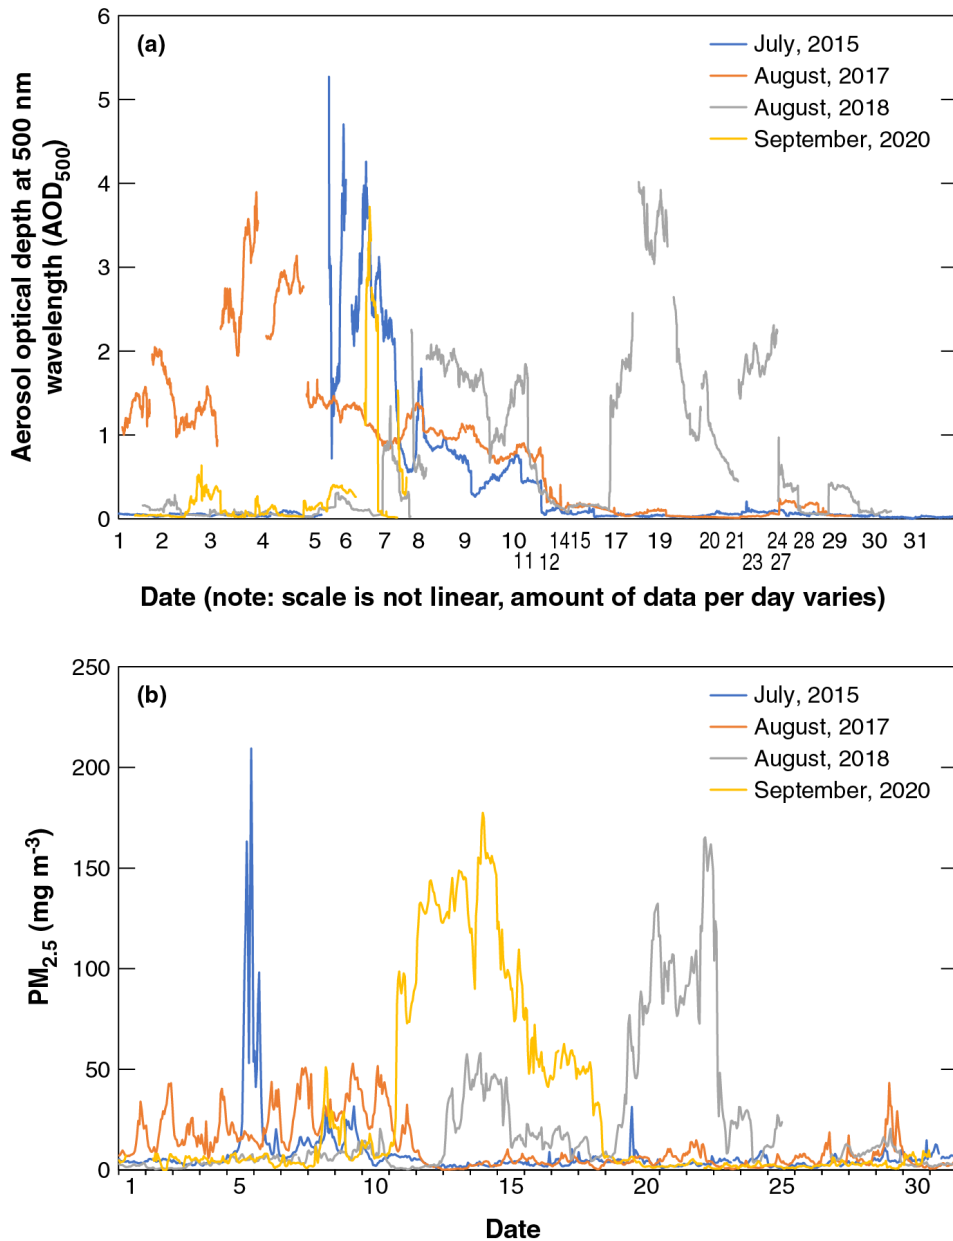 (a)
July, 2015
August, 2017
August, 2018
September, 2020
Aerosol optical depth at 500 nm
wavelength (AOD500)
6
5
4
3
2
1
0
1 2 3 4 5 6 7 8 9 10 1415 17 19 20 21 24 28 29 30 31
11 12 23 27
Date (note: scale is not linear, amount of data per day varies)
(b)
July, 2015
August, 2017
August, 2018
September, 2020
PM2.5 (mg m-3)
250
200
150
100
50
0
1 5 10 15 20 25 30
Date